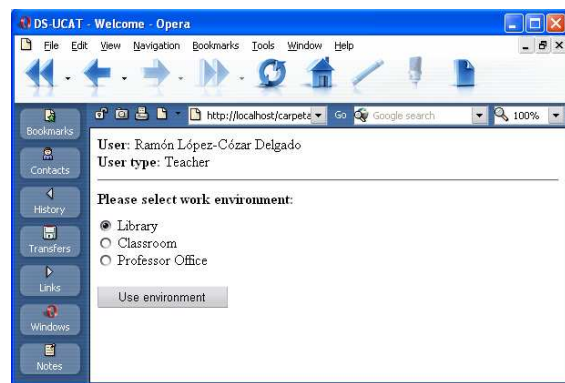 DS-UCAT - Welcome - Opera
File Edit View Navigation Bookmarks Tools Window Help
http://localhost/carpeta Go Google search 100%
Bookmarks
Contacts
History
Transfers
Links
Windows
Notes
User: Ramón López-Cózar Delgado
User type: Teacher
Please select work environment:
Library
Classroom
Professor Office
Use environment